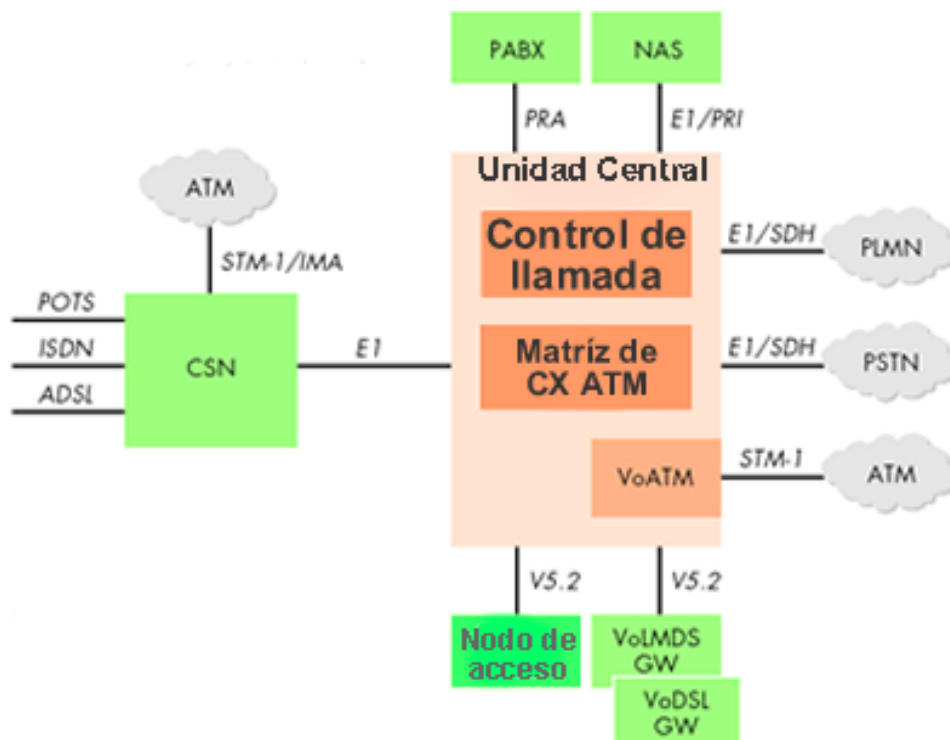 PABX
NAS
PRA
E1/PRI
Unidad Central
ATM
Control de
llamada
E1/SDH
PLMN
STM-1/IMA
POTS
ISDN
ADSL
CSN
E1
Matríz de
CX ATM
E1/SDH
PSTN
VoATM
STM-1
ATM
V5.2
V5.2
Nodo de
acceso
VoLMDS
GW
VoDSL
GW